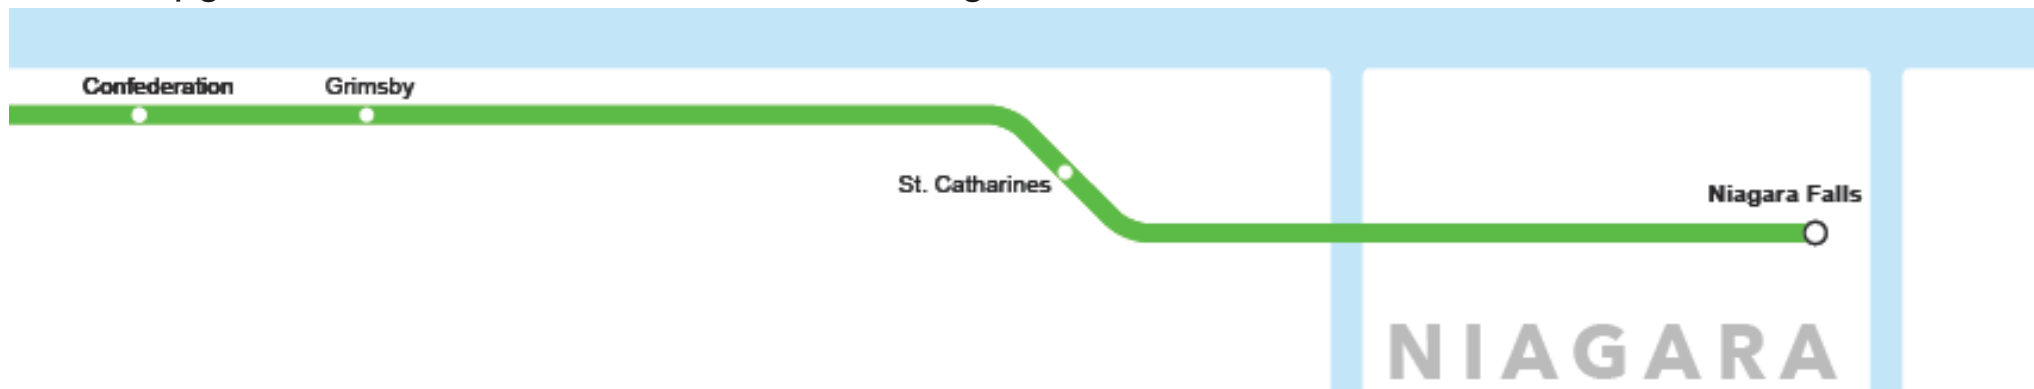 Confederation
Grimsby
St. Catharines
Niagara Falls
NIAGARA